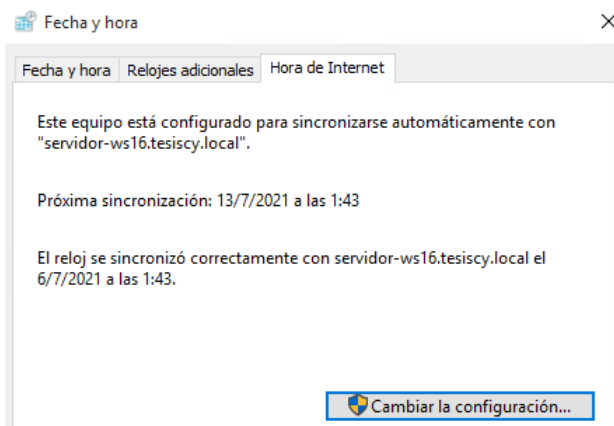 Fecha y hora
Fecha y hora Relojes adicionales Hora de Internet
Este equipo está configurado para sincronizarse automáticamente con
"servidor-ws16.tesiscy.local".
Próxima sincronización: 13/7/2021 a las 1:43
El reloj se sincronizó correctamente con servidor-ws16.tesiscy.local el
6/7/2021 a las 1:43.
Cambiar la configuración...